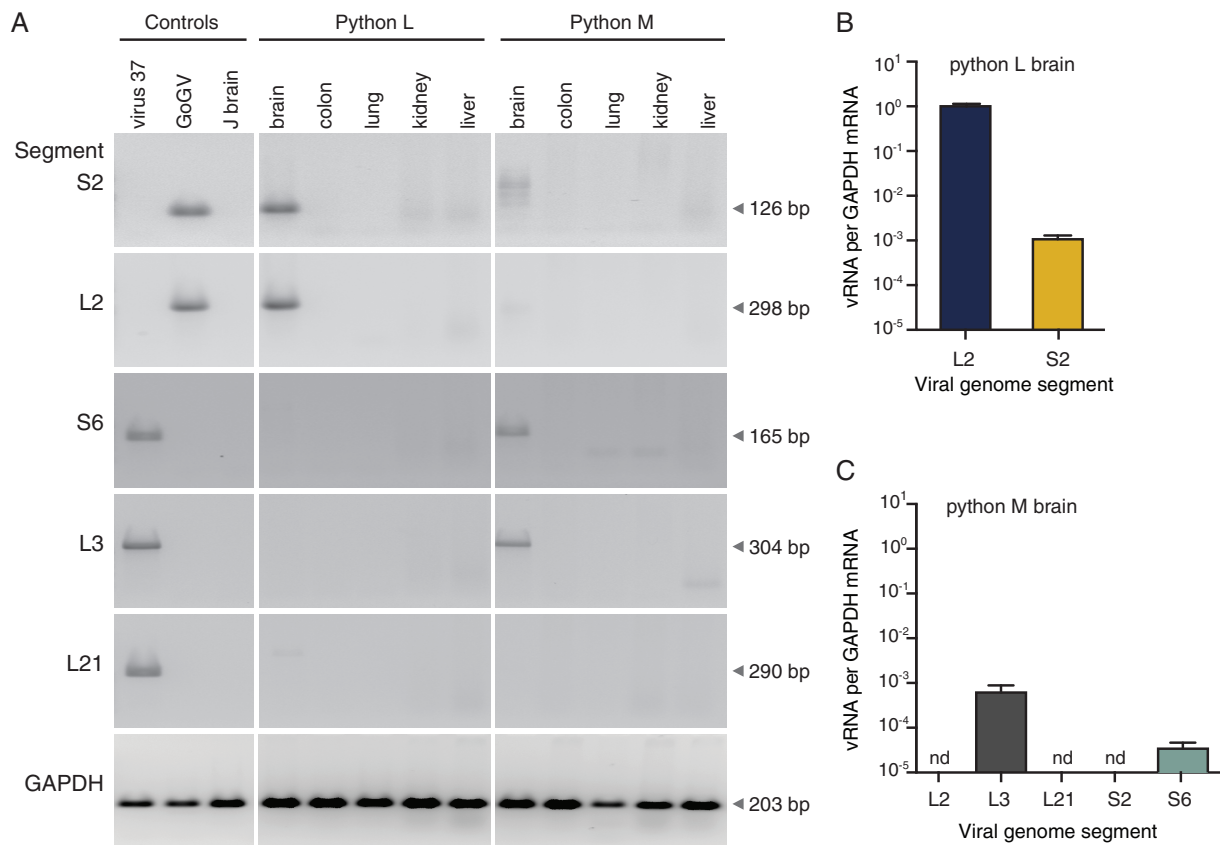 A
Controls
Python L
Python M
virus 37
GoGV
J brain
brain
colon
lung
kidney
liver
brain
colon
lung
kidney
liver
Segment
S2
126 bp
L2
298 bp
S6
165 bp
L3
304 bp
L21
290 bp
GAPDH
203 bp
B
python L brain
vRNA per GAPDH mRNA
10^1
10^0
10^-1
10^-2
10^-3
10^-4
10^-5
L2 S2
Viral genome segment
C
python M brain
vRNA per GAPDH mRNA
10^1
10^0
10^-1
10^-2
10^-3
10^-4
10^-5
nd nd nd
L2 L3 L21 S2 S6
Viral genome segment